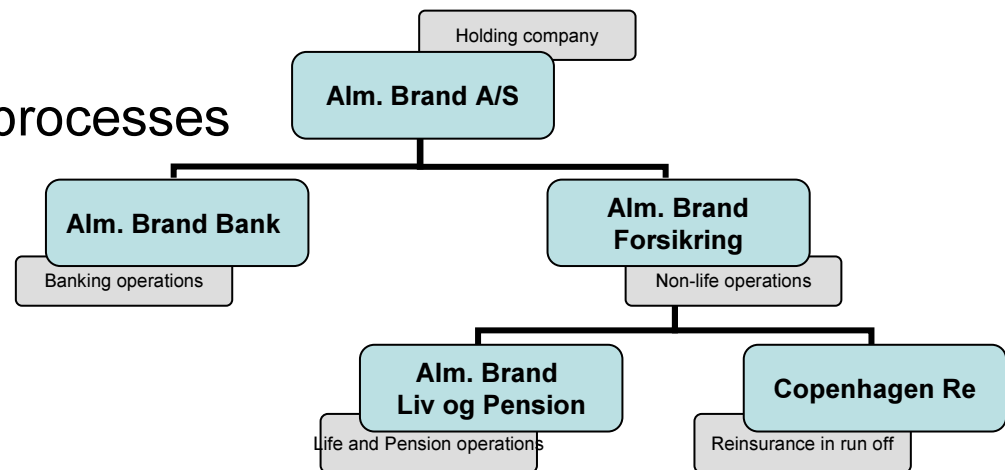 Holding company
Alm. Brand A/S
processes
Alm. Brand Bank
Banking operations
Alm. Brand
Forsikring
Non-life operations
Alm. Brand
Liv og Pension
Life and Pension operations
Copenhagen Re
Reinsurance in run off